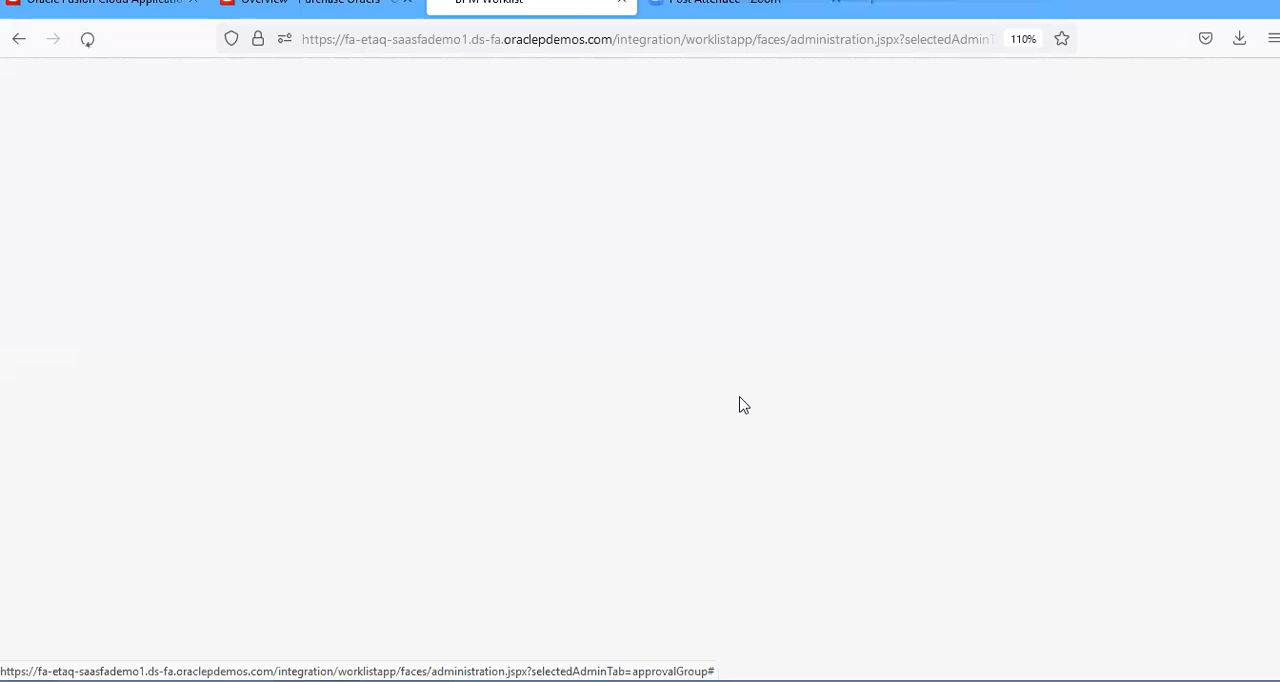 Oracle Fusion Cloud Applicatio
Overview - Purchase Orders
BPM Worklist
Post Attendee - Zoom
https://fa-etaq-saasfademo1.ds-fa.oraclepdemos.com/integration/worklistapp/faces/administration.jspx?selectedAdminT
110%
https://fa-etaq-saasfademo1.ds-fa.oraclepdemos.com/integration/worklistapp/faces/administration.jspx?selectedAdminTab=approvalGroup#